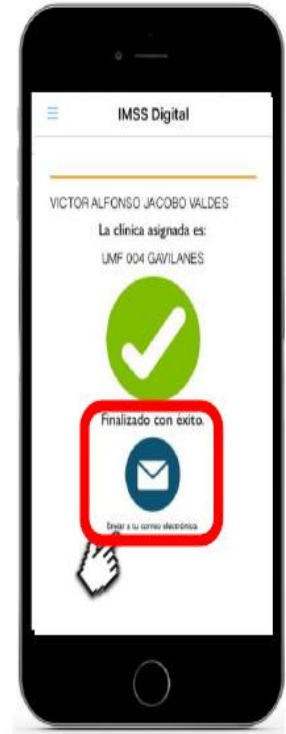 IMSS Digital
VICTOR ALFONSO JACOBO VALDES
La clínica asignada es:
UMF 004 GAVILANES
Finalizado con éxito.
Enviar a tu correo electrónico.